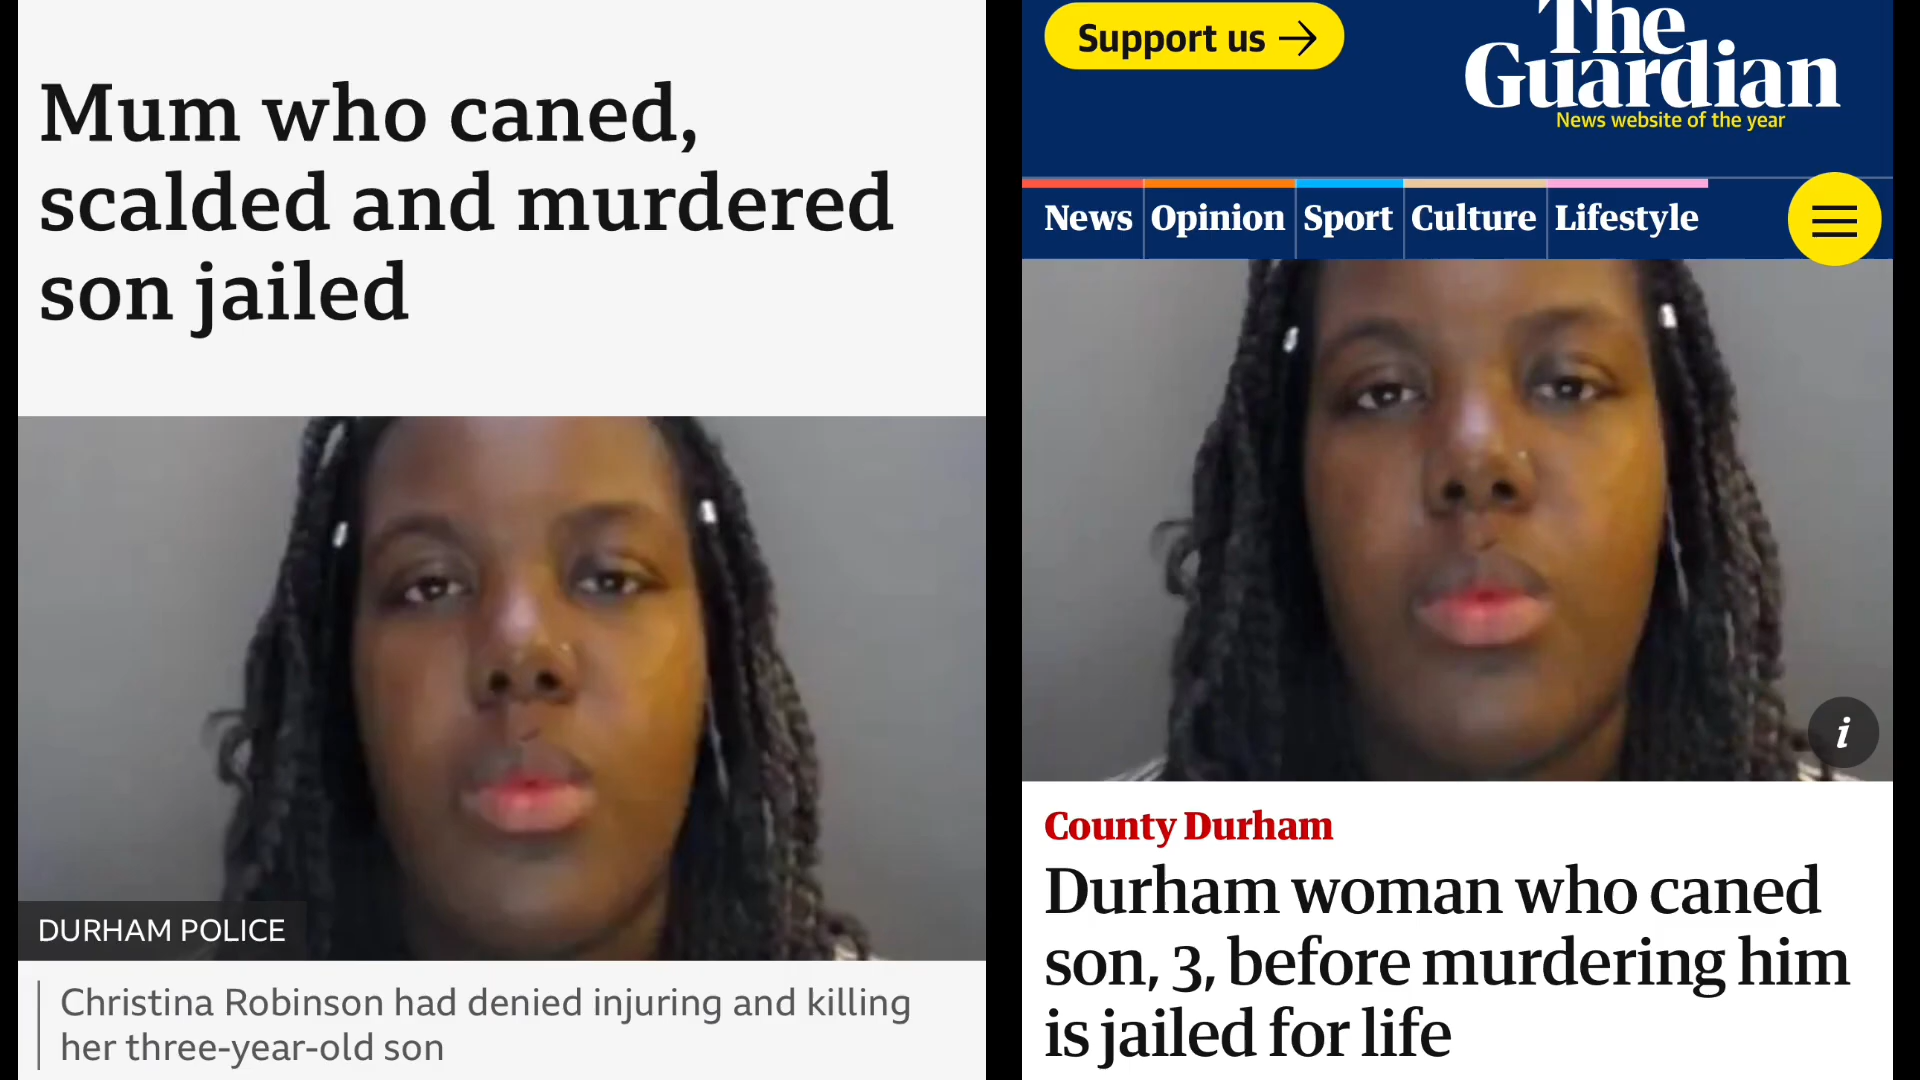 Mum who caned,
scalded and murdered
son jailed
DURHAM POLICE
Christina Robinson had denied injuring and killing
her three-year-old son
Support us
The
Guardian
News website of the year
News
Opinion
Sport
Culture
Lifestyle
i
County Durham
Durham woman who caned
son, 3, before murdering him
is jailed for life